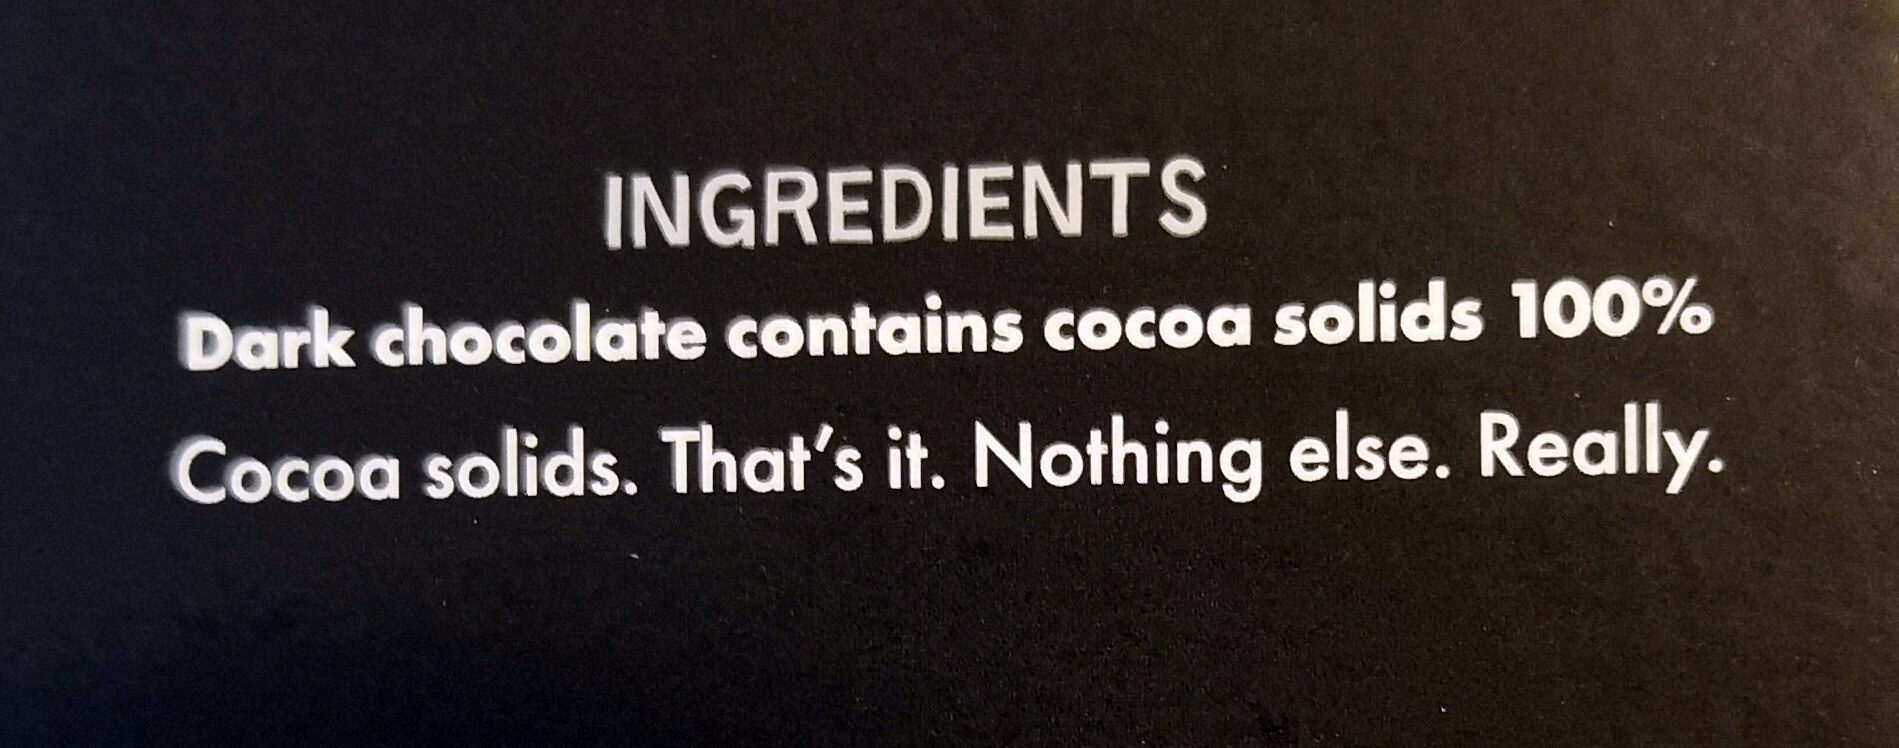 INGREDIENTS
Dark chocolate contains cocoa solids 100%
Cocoa solids. That's it. Nothing else. Really.